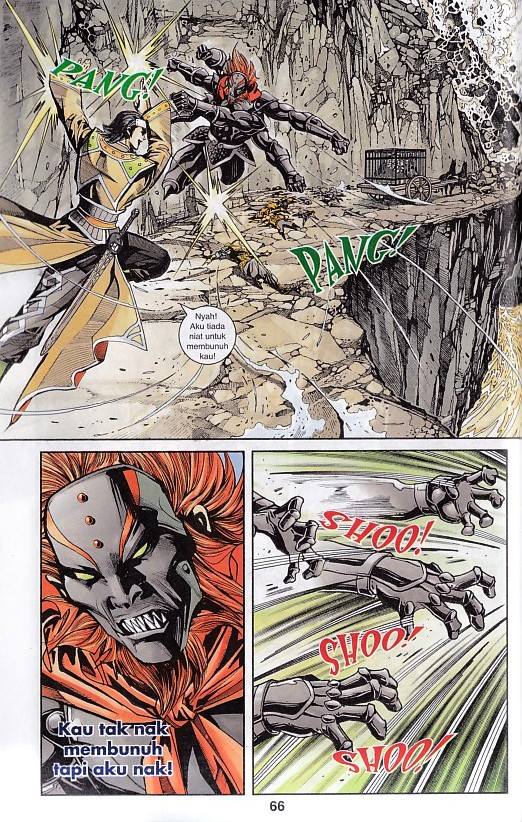 PANG!
PANG!
Nyah!
Aku tiada
niat untuk
membunuh
kau!
Kau tak nak
membunuh
tapi aku nak!
SHOO!
SHOO!
SHOO!
66